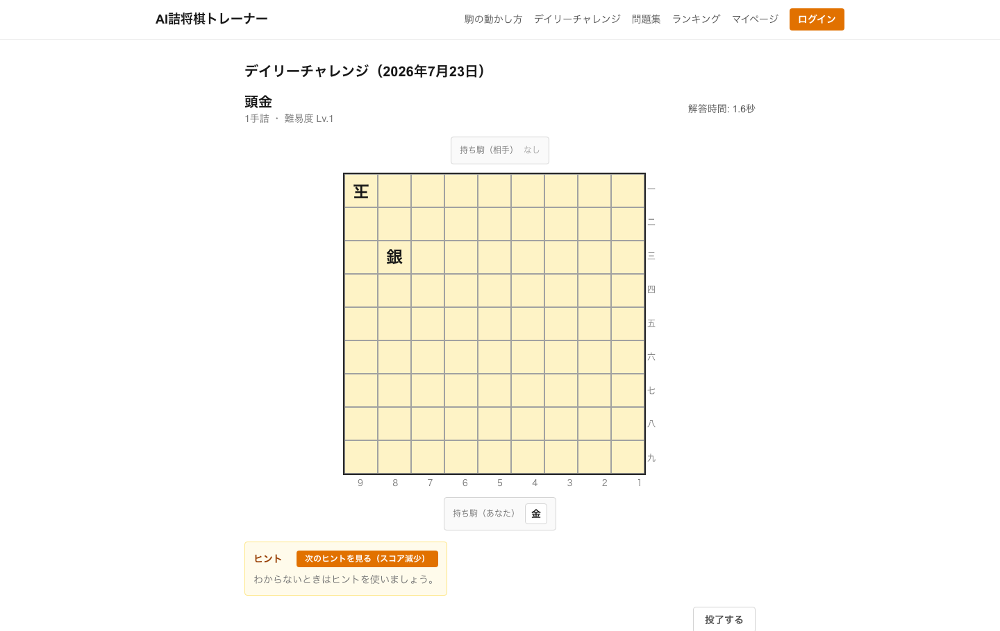 AI詰将棋トレーナー
駒の動かし方 デイリーチャレンジ 問題集 ランキング マイページ ログイン
デイリーチャレンジ（2026年7月23日）
頭金
1手詰 ・ 難易度 Lv.1
解答時間: 1.6秒
持ち駒（相手） なし
王
一
二
銀
三
四
五
六
七
八
九
9 8 7 6 5 4 3 2 1
持ち駒（あなた） 金
ヒント 次のヒントを見る（スコア減少）
わからないときはヒントを使いましょう。
投了する